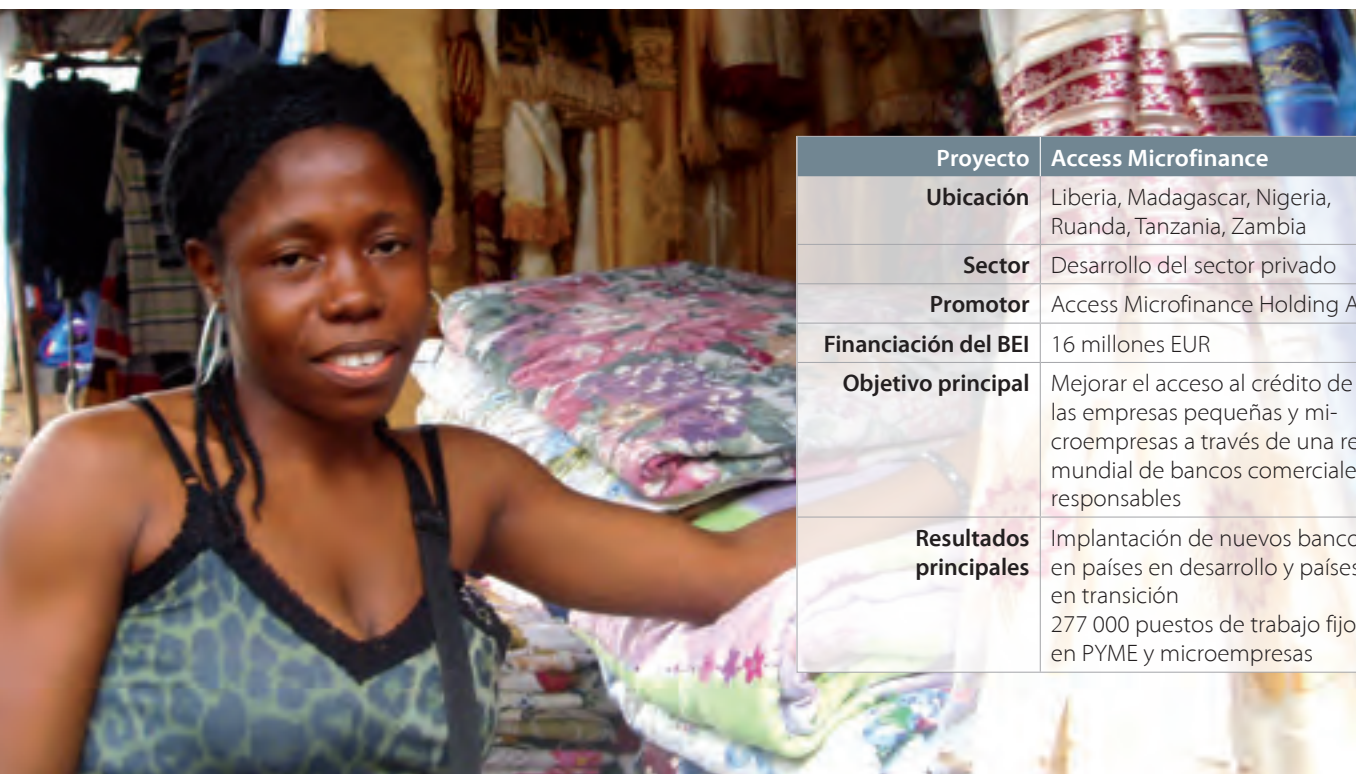 Proyecto Access Microfinance
Ubicación Liberia, Madagascar, Nigeria,
Ruanda, Tanzania, Zambia
Sector Desarrollo del sector privado
Promotor Access Microfinance Holding A
Financiación del BEI 16 millones EUR
Objetivo principal Mejorar el acceso al crédito de
las empresas pequeñas y mi-
croempresas a través de una re
mundial de bancos comerciale
responsables
Resultados Implantación de nuevos banco
principales en países en desarrollo y países
en transición
277 000 puestos de trabajo fijo
en PYME y microempresas